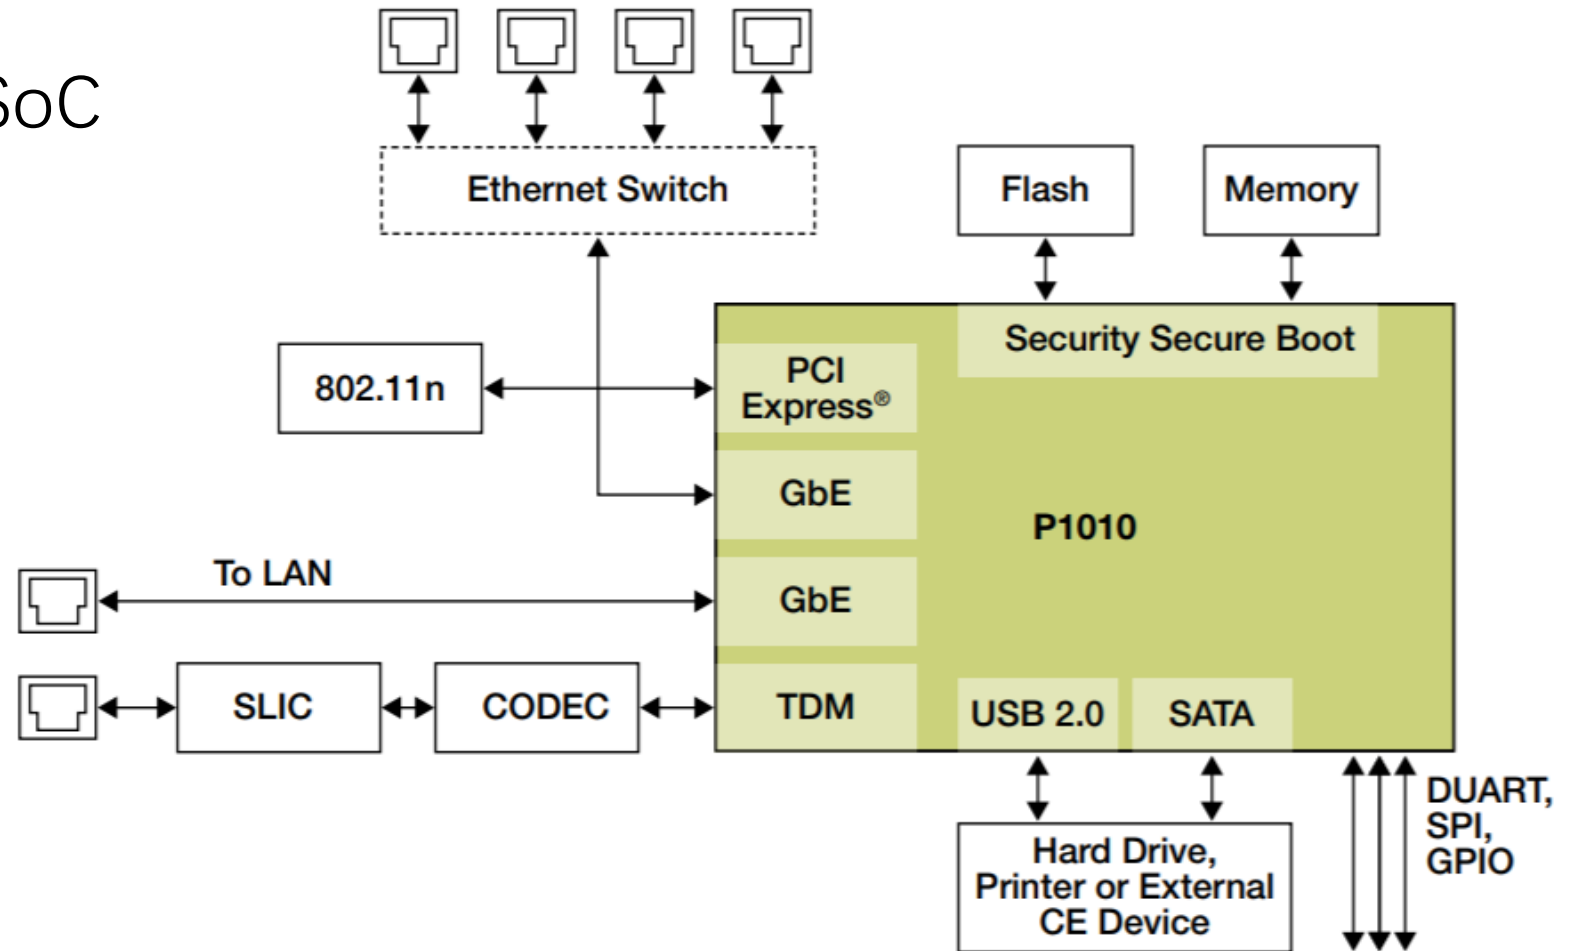 SoC
Ethernet Switch
Flash
Memory
Security Secure Boot
802.11n
PCI
Express®
GbE
P1010
To LAN
GbE
SLIC
CODEC
TDM
USB 2.0
SATA
DUART,
SPI,
GPIO
Hard Drive,
Printer or External
CE Device